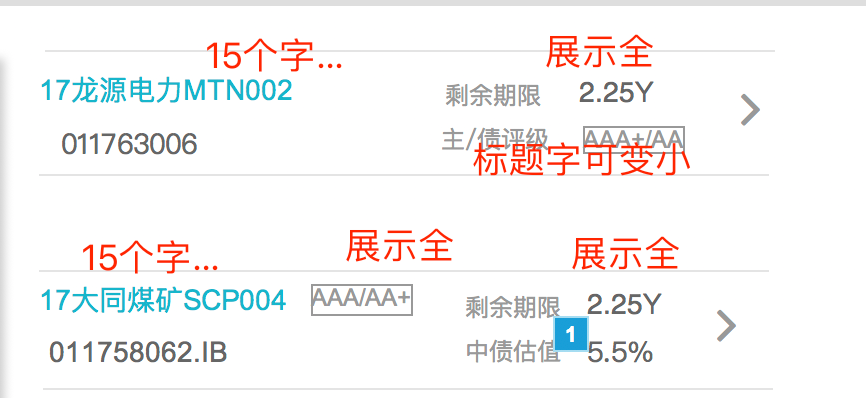 15个字... 展示全
17龙源电力MTN002 剩余期限 2.25Y
011763006 主/债评级 AAA+/AA
标题字可变小
15个字... 展示全 展示全
17大同煤矿SCP004 AAA/AA+ 剩余期限 2.25Y
011758062.IB 中债估值 1 5.5%